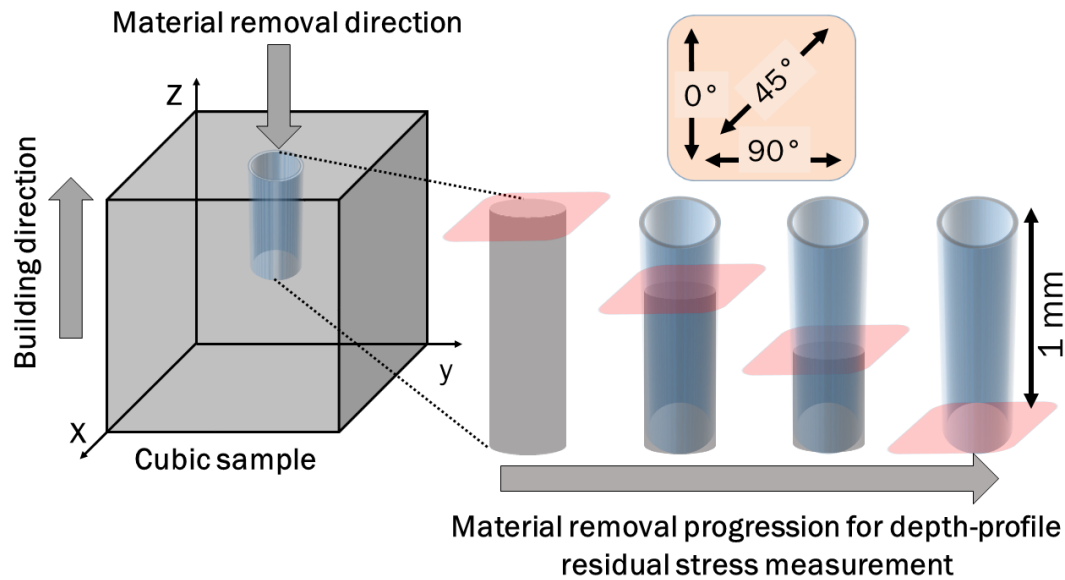 Material removal direction
Z
Building direction
y
X
Cubic sample
0°
45°
90°
1 mm
Material removal progression for depth-profile
residual stress measurement